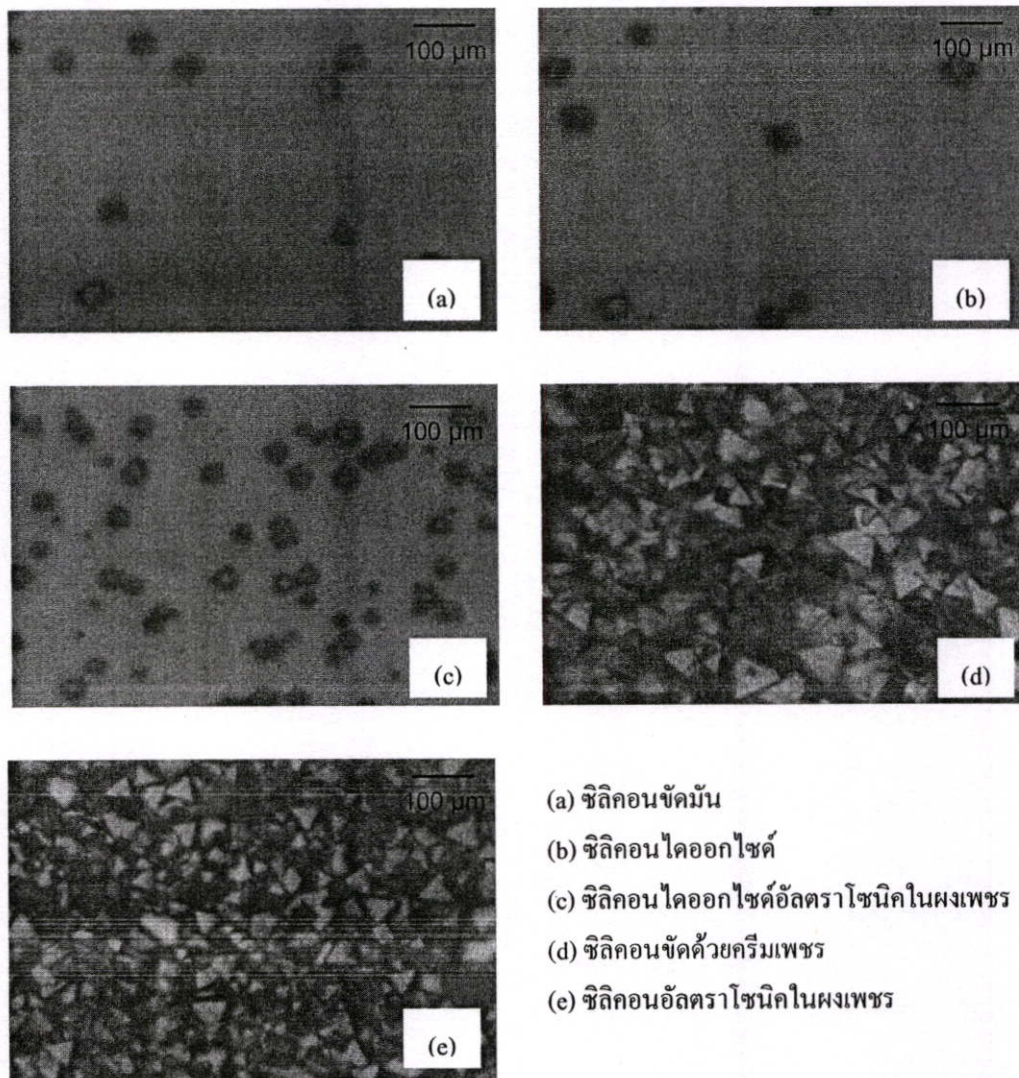 100 µm
100 µm
(a)
(b)
100 µm
100 µm
(c)
(d)
100 µm
(e)
(a) ซิลิคอนขัดมัน
(b) ซิลิคอนไดออกไซด์
(c) ซิลิคอนไดออกไซด์อัลตราโซนิคในผงเพชร
(d) ซิลิคอนขัดด้วยครีมเพชร
(e) ซิลิคอนอัลตราโซนิคในผงเพชร